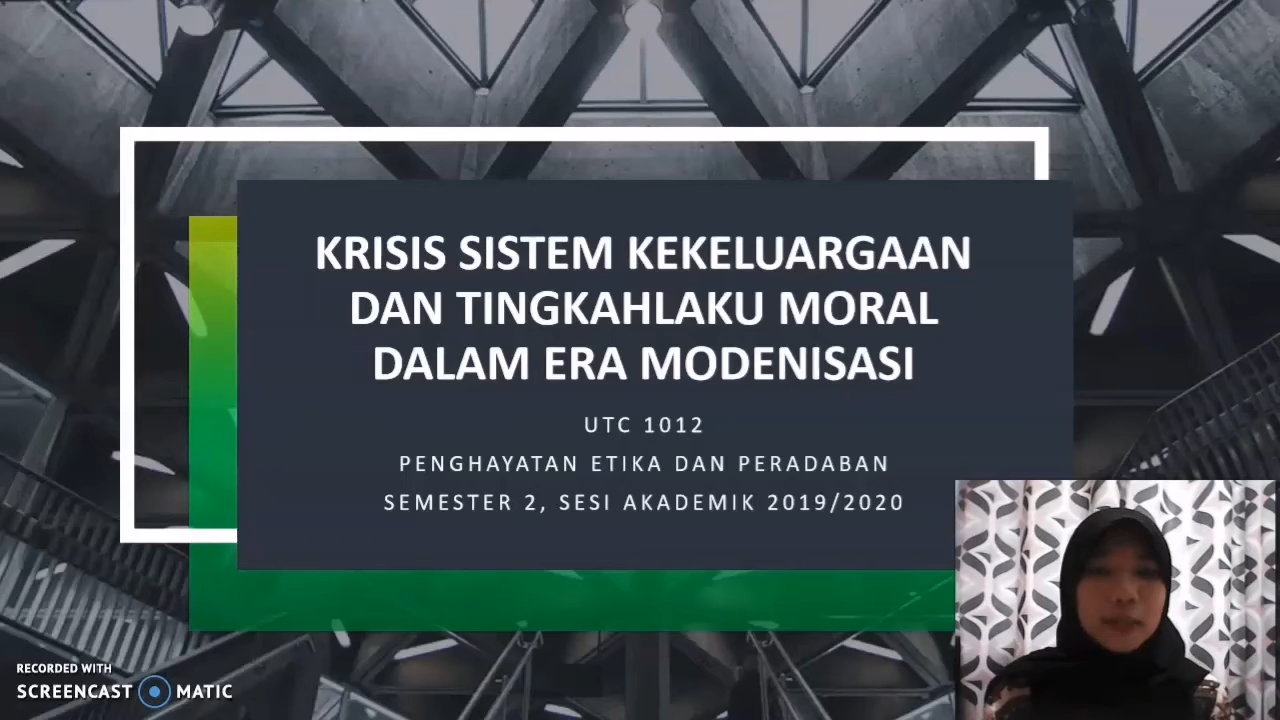 KRISIS SISTEM KEKELUARGAAN
DAN TINGKAHLAKU MORAL
DALAM ERA MODENISASI
UTC 1012
PENGHAYATAN ETIKA DAN PERADABAN
SEMESTER 2, SESI AKADEMIK 2019/2020
RECORDED WITH
SCREENCAST MATIC